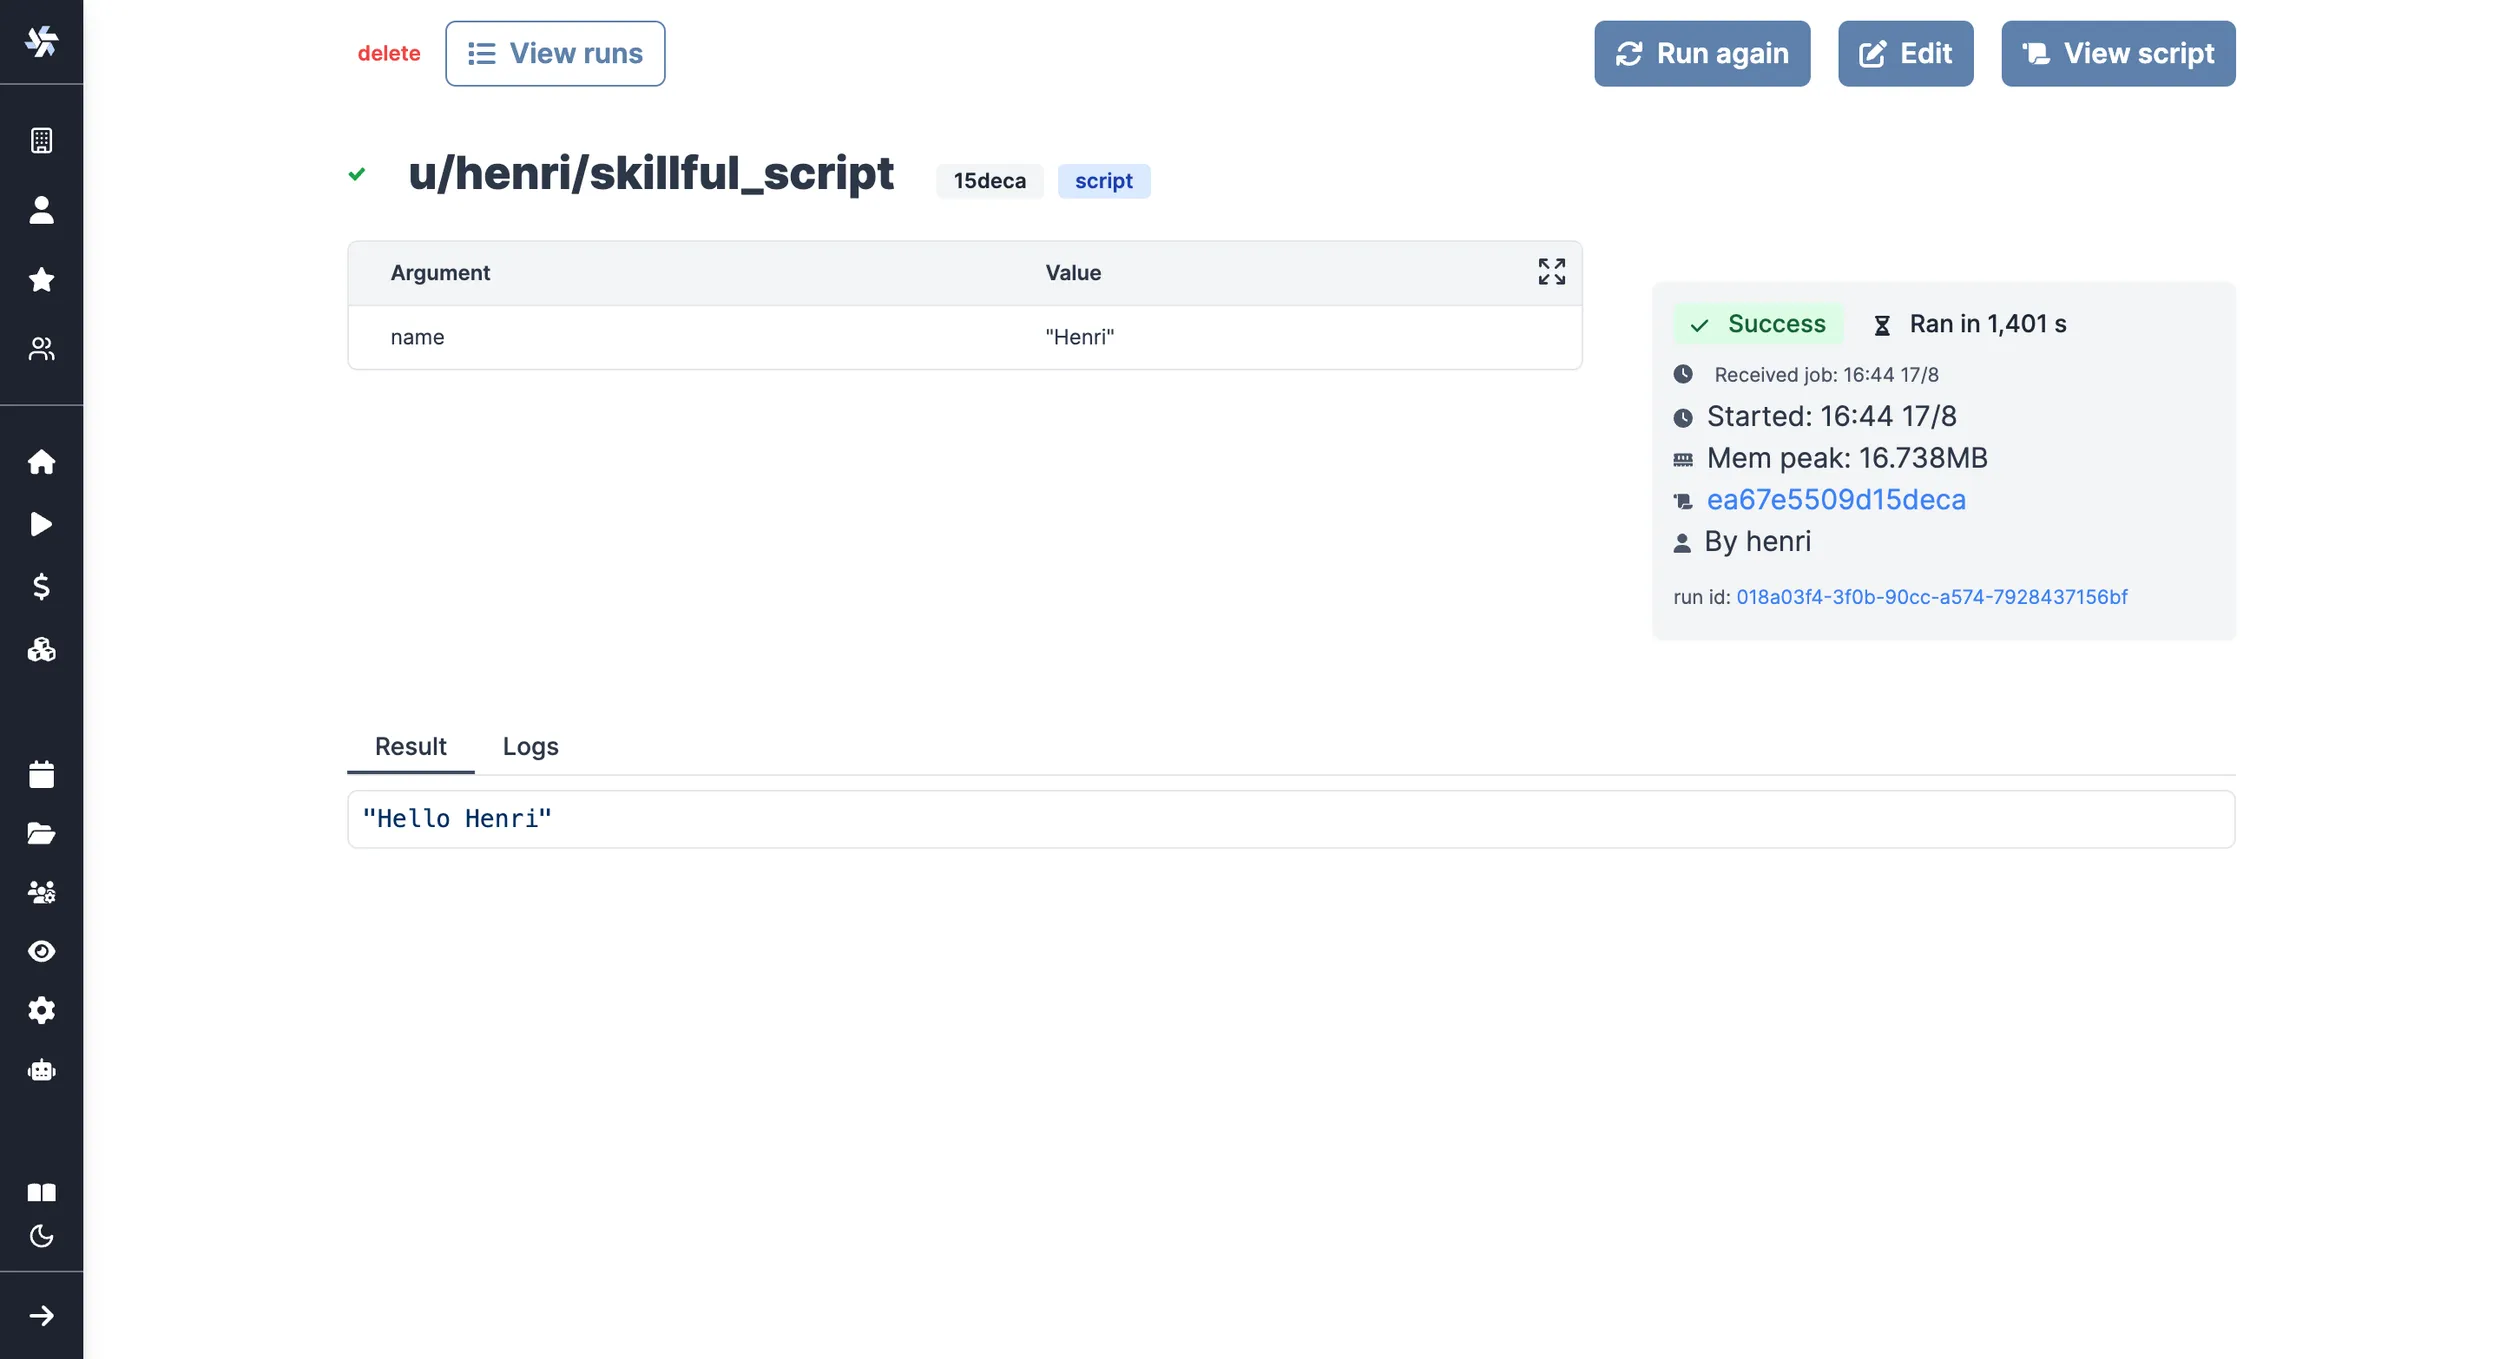 delete
View runs
Run again
Edit
View script
u/henri/skillful_script
15deca
script
Argument
Value
name
"Henri"
Success
Ran in 1,401 s
Received job: 16:44 17/8
Started: 16:44 17/8
Mem peak: 16.738MB
ea67e5509d15deca
By henri
run id: 018a03f4-3f0b-90cc-a574-7928437156bf
Result
Logs
"Hello Henri"